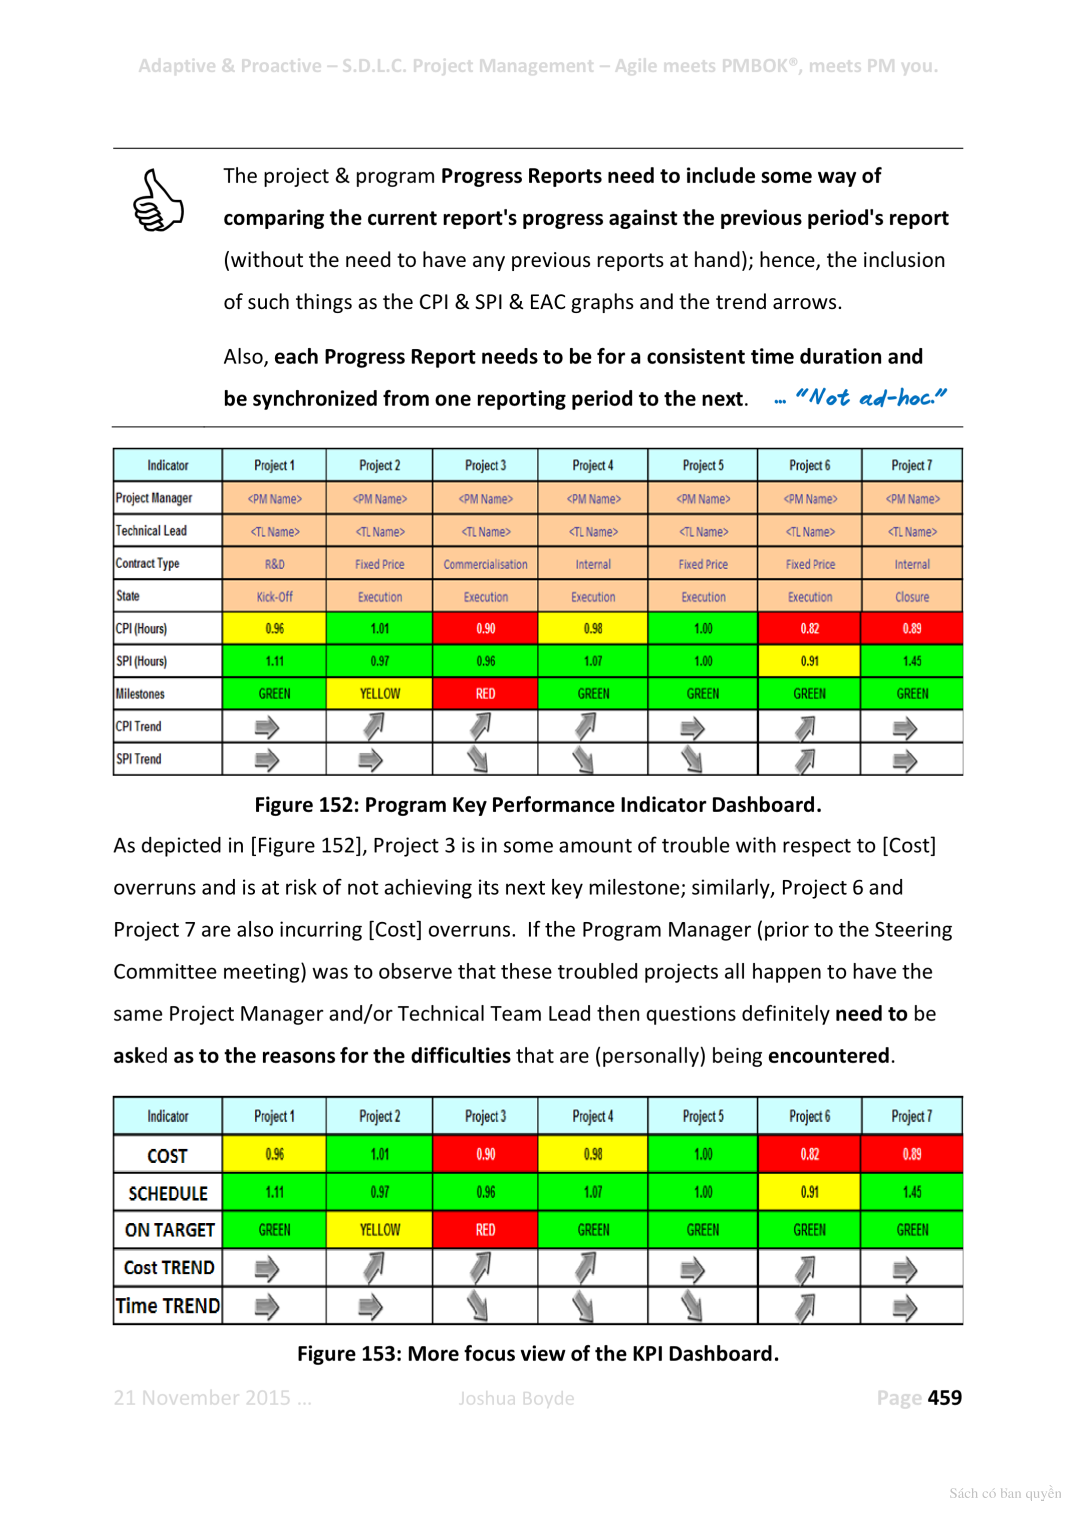 Adaptive & Proactive – S.D.L.C. Project Management – Agile meets PMBOK®, meets PM you.
The project & program Progress Reports need to include some way of
comparing the current report's progress against the previous period's report
(without the need to have any previous reports at hand); hence, the inclusion
of such things as the CPI & SPI & EAC graphs and the trend arrows.
Also, each Progress Report needs to be for a consistent time duration and
be synchronized from one reporting period to the next. ... "Not ad-hoc."
Indicator Project 1 Project 2 Project 3 Project 4 Project 5 Project 6 Project 7
Project Manager <PM Name> <PM Name> <PM Name> <PM Name> <PM Name> <PM Name> <PM Name>
Technical Lead <TL Name> <TL Name> <TL Name> <TL Name> <TL Name> <TL Name> <TL Name>
Contract Type R&D Fixed Price Commercialisation Internal Fixed Price Fixed Price Internal
State Kick-Off Execution Execution Execution Execution Execution Closure
CPI (Hours) 0.96 1.01 0.90 0.98 1.00 0.82 0.89
SPI (Hours) 1.11 0.97 0.96 1.07 1.00 0.91 1.45
Milestones GREEN YELLOW RED GREEN GREEN GREEN GREEN
CPI Trend
SPI Trend
Figure 152: Program Key Performance Indicator Dashboard.
As depicted in [Figure 152], Project 3 is in some amount of trouble with respect to [Cost]
overruns and is at risk of not achieving its next key milestone; similarly, Project 6 and
Project 7 are also incurring [Cost] overruns. If the Program Manager (prior to the Steering
Committee meeting) was to observe that these troubled projects all happen to have the
same Project Manager and/or Technical Team Lead then questions definitely need to be
asked as to the reasons for the difficulties that are (personally) being encountered.
Indicator Project 1 Project 2 Project 3 Project 4 Project 5 Project 6 Project 7
COST 0.96 1.01 0.90 0.98 1.00 0.82 0.89
SCHEDULE 1.11 0.97 0.96 1.07 1.00 0.91 1.45
ON TARGET GREEN YELLOW RED GREEN GREEN GREEN GREEN
Cost TREND
Time TREND
Figure 153: More focus view of the KPI Dashboard.
21 November 2015 ... Joshua Boyde Page 459
Sách có bản quyền